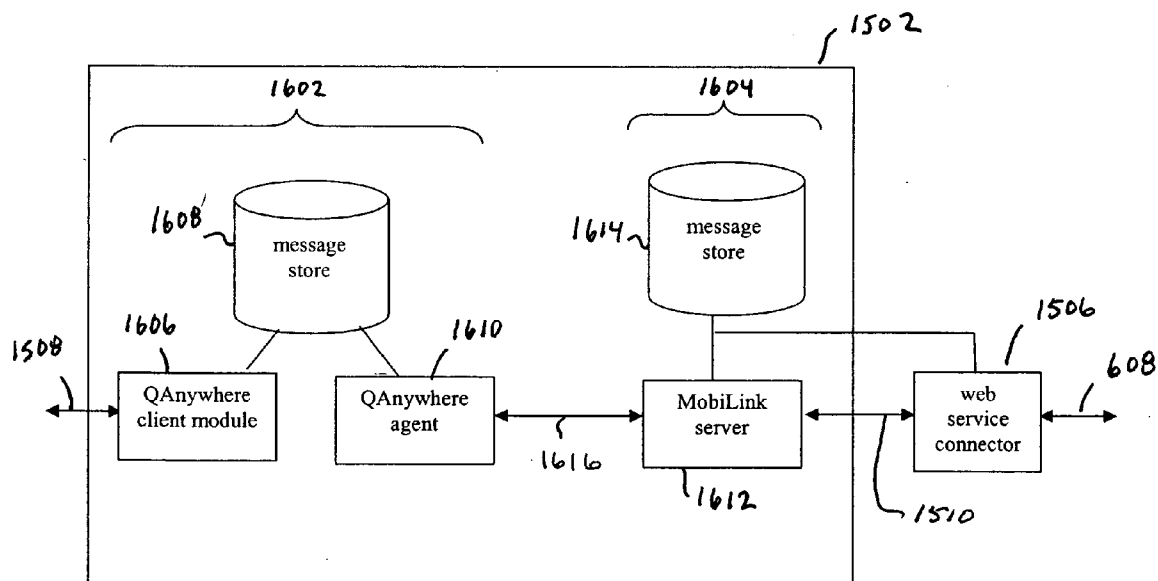 1502
1602
1604
1608
message
store
1614
message
store
1606
1610
1506
1508
608
QAnywhere
client module
QAnywhere
agent
MobiLink
server
web
service
connector
1616
1612
1510